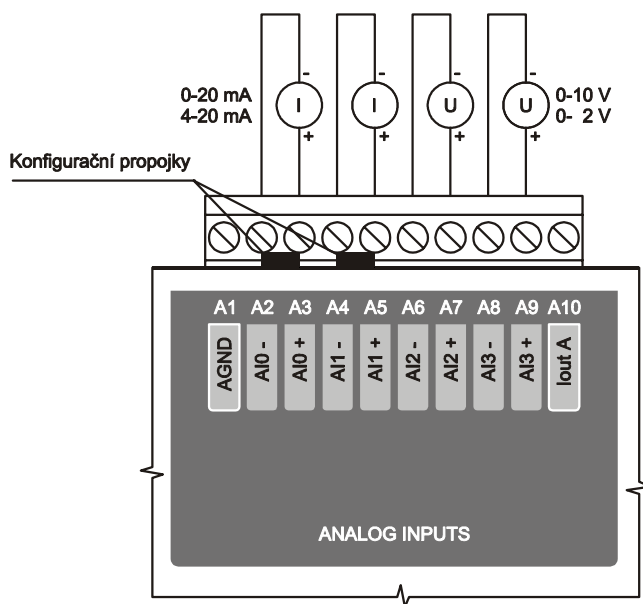 - - - -
0-20 mA
4-20 mA
I I U U
0-10 V
0- 2 V
+ + + +
Konfigurační propojky
A1 A2 A3 A4 A5 A6 A7 A8 A9 A10
AGND
AI0 -
AI0 +
AI1 -
AI1 +
AI2 -
AI2 +
AI3 -
AI3 +
Iout A
ANALOG INPUTS